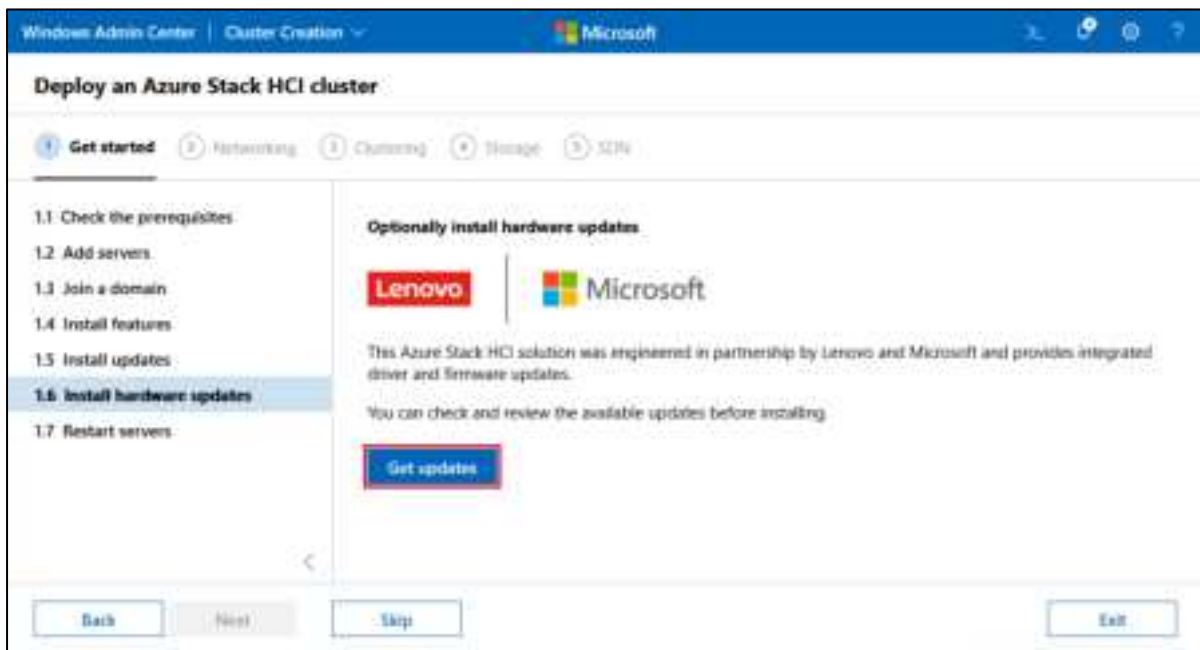 Windows Admin Center | Cluster Creation
Microsoft
?
Deploy an Azure Stack HCI cluster
1 Get started
2 Networking
3 Clustering
4 Storage
5 SDN
1.1 Check the prerequisites
1.2 Add servers
1.3 Join a domain
1.4 Install features
1.5 Install updates
1.6 Install hardware updates
1.7 Restart servers
Optionally install hardware updates
Lenovo
Microsoft
This Azure Stack HCI solution was engineered in partnership by Lenovo and Microsoft and provides integrated
driver and firmware updates.
You can check and review the available updates before installing.
Get updates
Back
Next
Skip
Exit